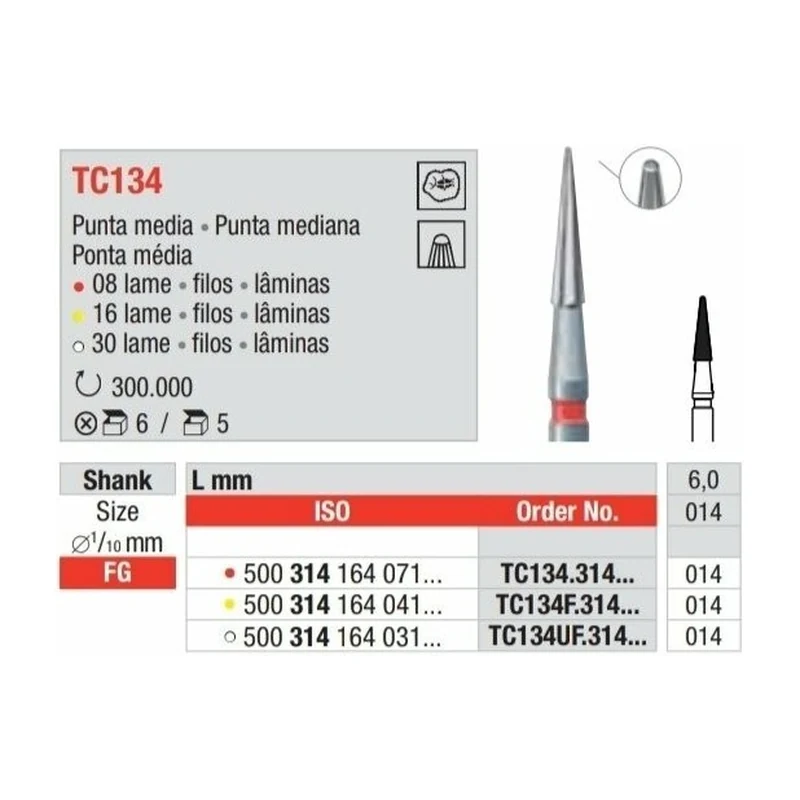 TC134
Punta media • Punta mediana
Ponta média
• 08 lame • filos • lâminas
• 16 lame • filos • lâminas
○ 30 lame • filos • lâminas
300.000
6 / 5
Shank L mm 6,0
Size ISO Order No. 014
∅1/10 mm
FG • 500 314 164 071... TC134.314... 014
• 500 314 164 041... TC134F.314... 014
○ 500 314 164 031... TC134UF.314... 014